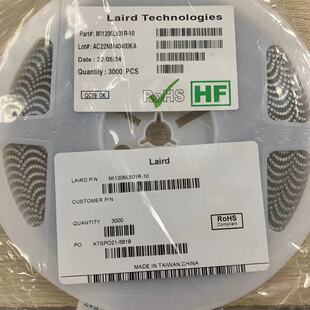 Laird Technologies
Part#: MI1206L501R-10
Lot#: AC22NM40400KA
Date : 22/05/24
Quantity : 3000 PCS
QC19 OK
RoHS
HF
Laird
LAIRD P/N MI1206L501R-10
CUSTOMER P/N
QUANTITY 3000
PO ATSPO21-5619
RoHS
Compliant
MADE IN TAIWAN,CHINA